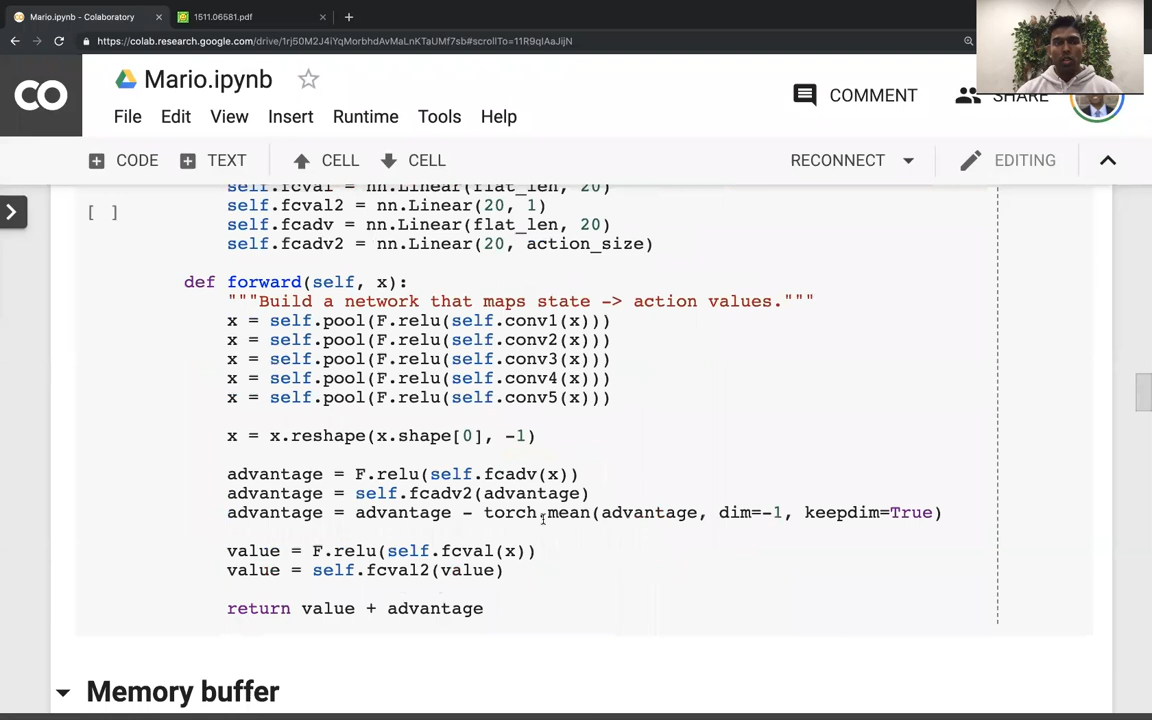 Mario.ipynb - Colaboratory
1511.06581.pdf
https://colab.research.google.com/drive/1rj50M2J4iYqMorbhdAvMaLnKTaUMf7sb#scrollTo=11R9qIAaJijN
CO
Mario.ipynb
COMMENT
SHARE
File Edit View Insert Runtime Tools Help
+ CODE + TEXT CELL CELL
RECONNECT
EDITING
self.fcval = nn.Linear(flat_len, 20)
[ ]
self.fcval2 = nn.Linear(20, 1)
self.fcadv = nn.Linear(flat_len, 20)
self.fcadv2 = nn.Linear(20, action_size)
def forward(self, x):
"""Build a network that maps state -> action values."""
x = self.pool(F.relu(self.conv1(x)))
x = self.pool(F.relu(self.conv2(x)))
x = self.pool(F.relu(self.conv3(x)))
x = self.pool(F.relu(self.conv4(x)))
x = self.pool(F.relu(self.conv5(x)))
x = x.reshape(x.shape[0], -1)
advantage = F.relu(self.fcadv(x))
advantage = self.fcadv2(advantage)
advantage = advantage - torch.mean(advantage, dim=-1, keepdim=True)
value = F.relu(self.fcval(x))
value = self.fcval2(value)
return value + advantage
Memory buffer